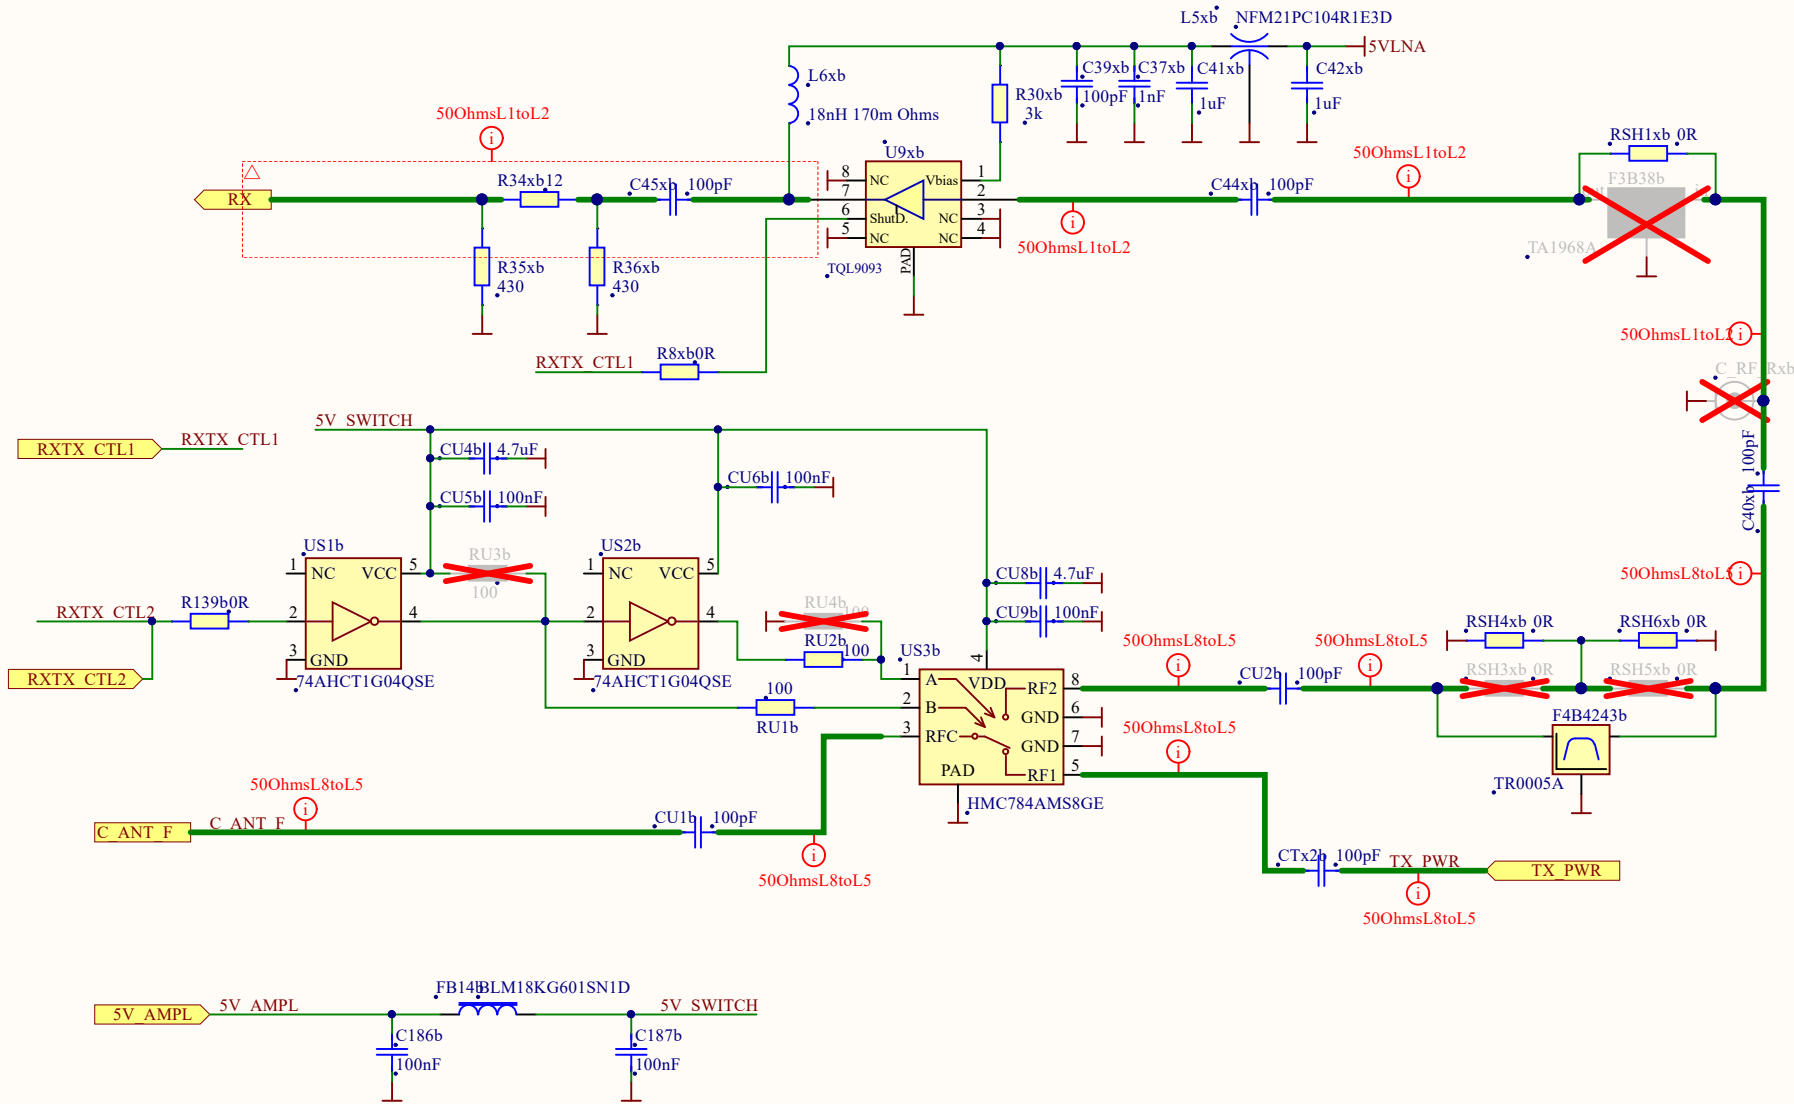 L5xb NFM21PC104R1E3D
5VLNA
L6xb
18nH 170m Ohms
R30xb
3k
C39xb
100pF
C37xb
1nF
C41xb
1uF
C42xb
1uF
50OhmsL1toL2
i
RX
R34xb12
C45xb 100pF
R35xb
430
R36xb
430
U9xb
8 NC Vbias 1
7 2
6 ShutD. NC 3
5 NC NC 4
PAD
TQL9093
50OhmsL1toL2
i
C44xb 100pF
50OhmsL1toL2
i
RSH1xb 0R
F3B38b
TA1968A
RXTX_CTL1 R8xb0R
50OhmsL1toL2
i
C_RF_Rxb
C40xb 100pF
50OhmsL8toL5
i
RXTX_CTL1 RXTX_CTL1
5V_SWITCH
CU4b 4.7uF
CU5b 100nF
CU6b 100nF
US1b
1 NC VCC 5
2 4
3 GND
74AHCT1G04QSE
RU3b
100
US2b
1 NC VCC 5
2 4
3 GND
74AHCT1G04QSE
RXTX_CTL2 R139b0R
RXTX_CTL2
RU4b
100
RU2b
100
100
RU1b
CU8b 4.7uF
CU9b 100nF
US3b
4
1 A VDD RF2 8
2 B GND 6
3 RFC GND 7
PAD RF1 5
HMC784AMS8GE
50OhmsL8toL5
i
CU2b 100pF
50OhmsL8toL5
i
RSH4xb 0R
RSH6xb 0R
RSH3xb 0R
RSH5xb 0R
F4B4243b
TR0005A
50OhmsL8toL5
i
50OhmsL8toL5
i
C_ANT_F C_ANT_F
CU1b 100pF
i
50OhmsL8toL5
CTx2b 100pF
TX_PWR TX_PWR
i
50OhmsL8toL5
5V_AMPL 5V_AMPL
FB14b BLM18KG601SN1D
5V_SWITCH
C186b
100nF
C187b
100nF